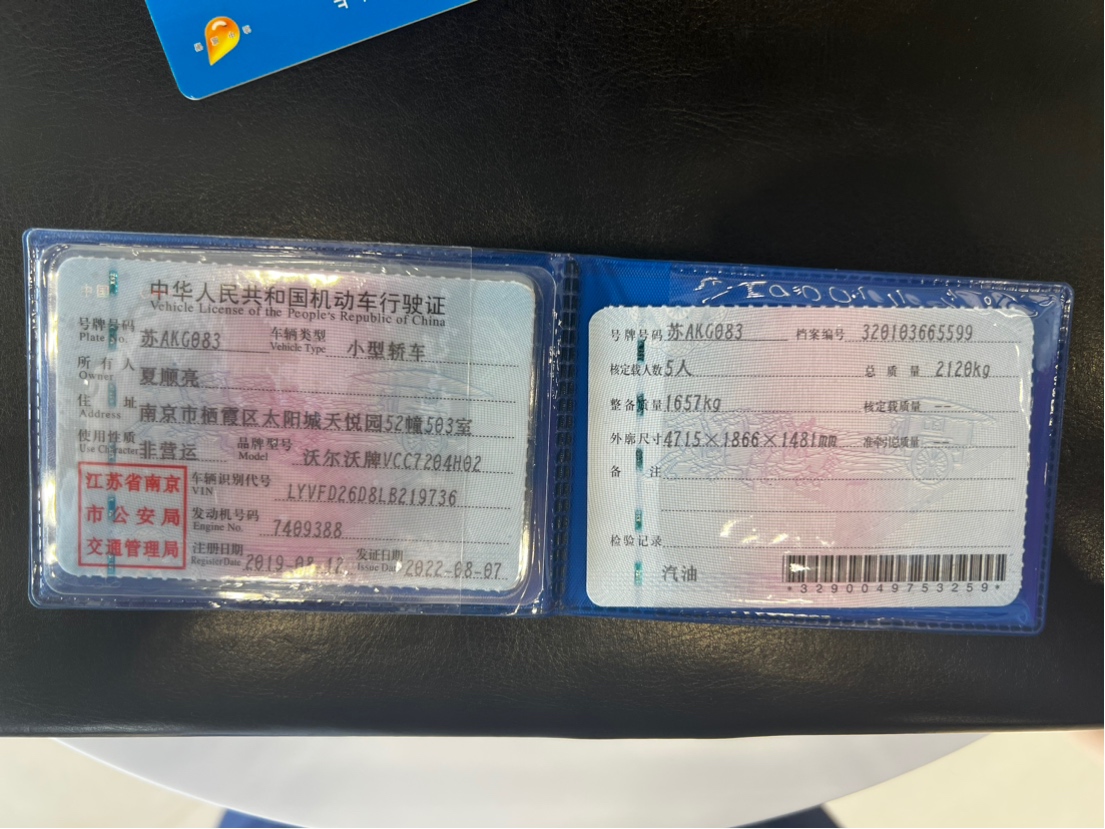 中国
中华人民共和国机动车行驶证
Vehicle License of the People's Republic of China
号牌号码 苏AKG083 车辆类型 小型轿车
Plate No. Vehicle Type
所有人 夏顺亮
Owner
住址 南京市栖霞区太阳城天悦园52幢503室
Address
使用性质 非营运 品牌型号 沃尔沃牌VCC7204H02
Use Character Model
江苏省南京
市公安局
交通管理局
车辆识别代号 LYVFD26D8LB219736
VIN
发动机号码 7409388
Engine No.
注册日期 2019-08-12 发证日期 2022-08-07
Register Date Issue Date
号牌号码 苏AKG083 档案编号 320103665599
核定载人数 5人 总质量 2120kg
整备质量 1657kg 核定载质量 --
外廓尺寸 4715×1866×1481 准牵引总质量 --
备注
检验记录
汽油
*3290049753259*